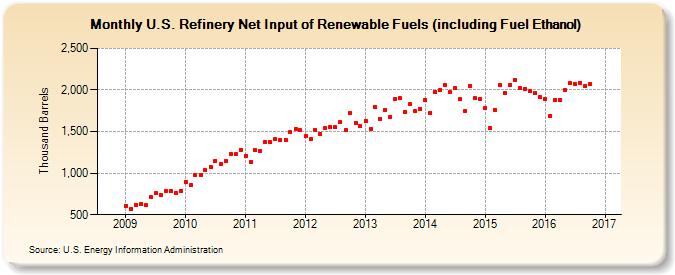 Monthly U.S. Refinery Net Input of Renewable Fuels (including Fuel Ethanol)
Thousand Barrels
2,500
2,000
1,500
1,000
500
2009 2010 2011 2012 2013 2014 2015 2016 2017
Source: U.S. Energy Information Administration